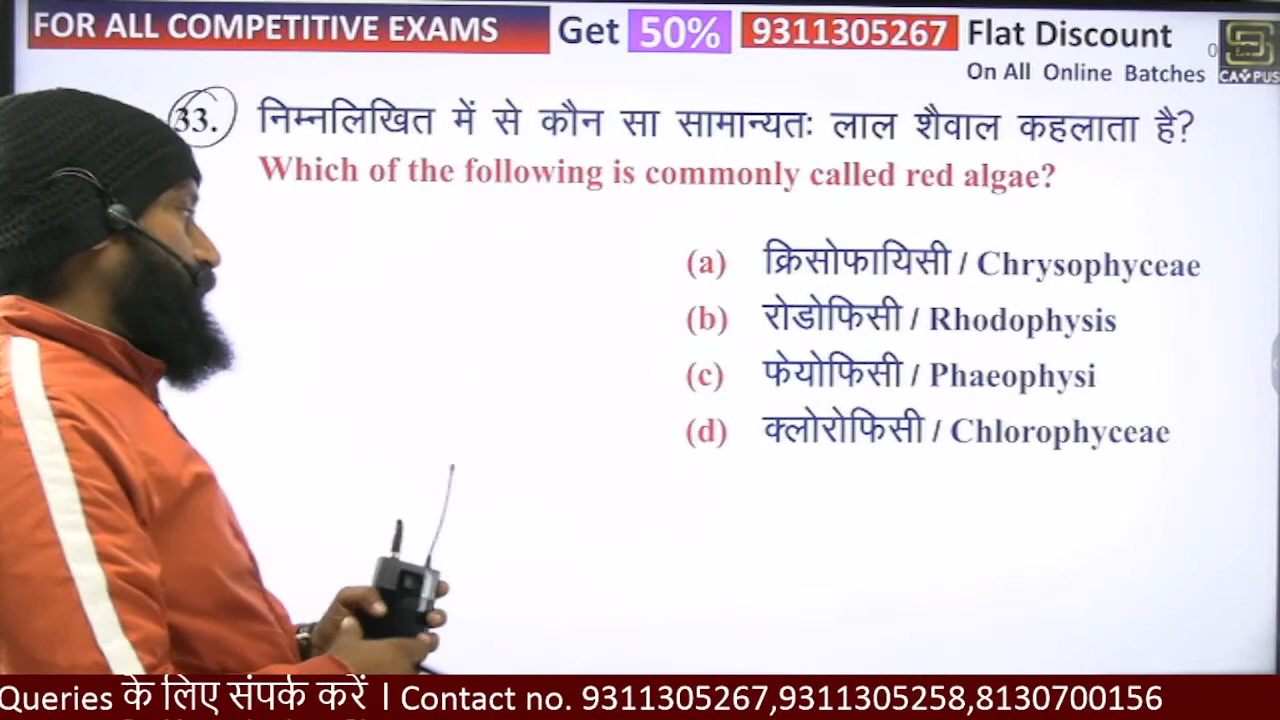 FOR ALL COMPETITIVE EXAMS Get 50% 9311305267 Flat Discount
On All Online Batches
CAMPUS
33. निम्नलिखित में से कौन सा सामान्यतः लाल शैवाल कहलाता है?
Which of the following is commonly called red algae?
(a) क्रिसोफायिसी / Chrysophyceae
(b) रोडोफिसी / Rhodophysis
(c) फेयोफिसी / Phaeophysi
(d) क्लोरोफिसी / Chlorophyceae
Queries के लिए संपर्क करें । Contact no. 9311305267,9311305258,8130700156